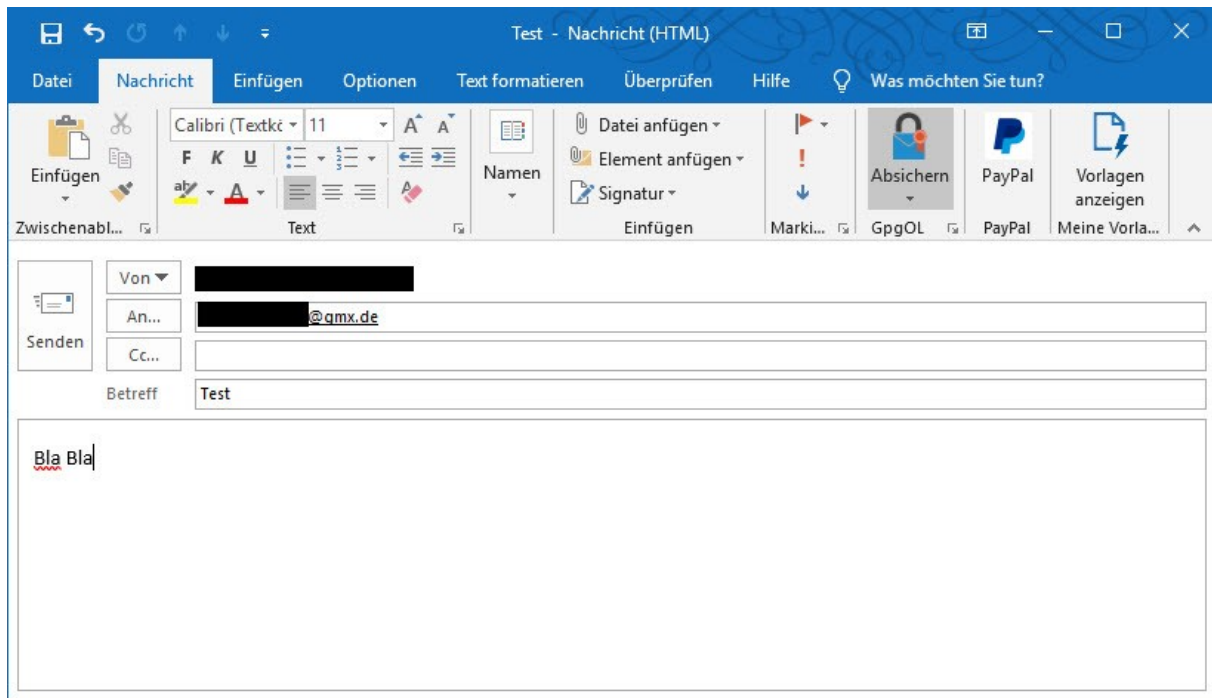 Test - Nachricht (HTML)
Datei Nachricht Einfügen Optionen Text formatieren Überprüfen Hilfe Was möchten Sie tun?
Einfügen
Zwischenabl...
Calibri (Textkć 11 A A
F K U
ab A
Text
Namen
Datei anfügen
Element anfügen
Signatur
Einfügen
!
Marki...
Absichern
GpgOL
PayPal
PayPal
Vorlagen
anzeigen
Meine Vorla...
Senden
Von
An... @gmx.de
Cc...
Betreff Test
Bla Bla